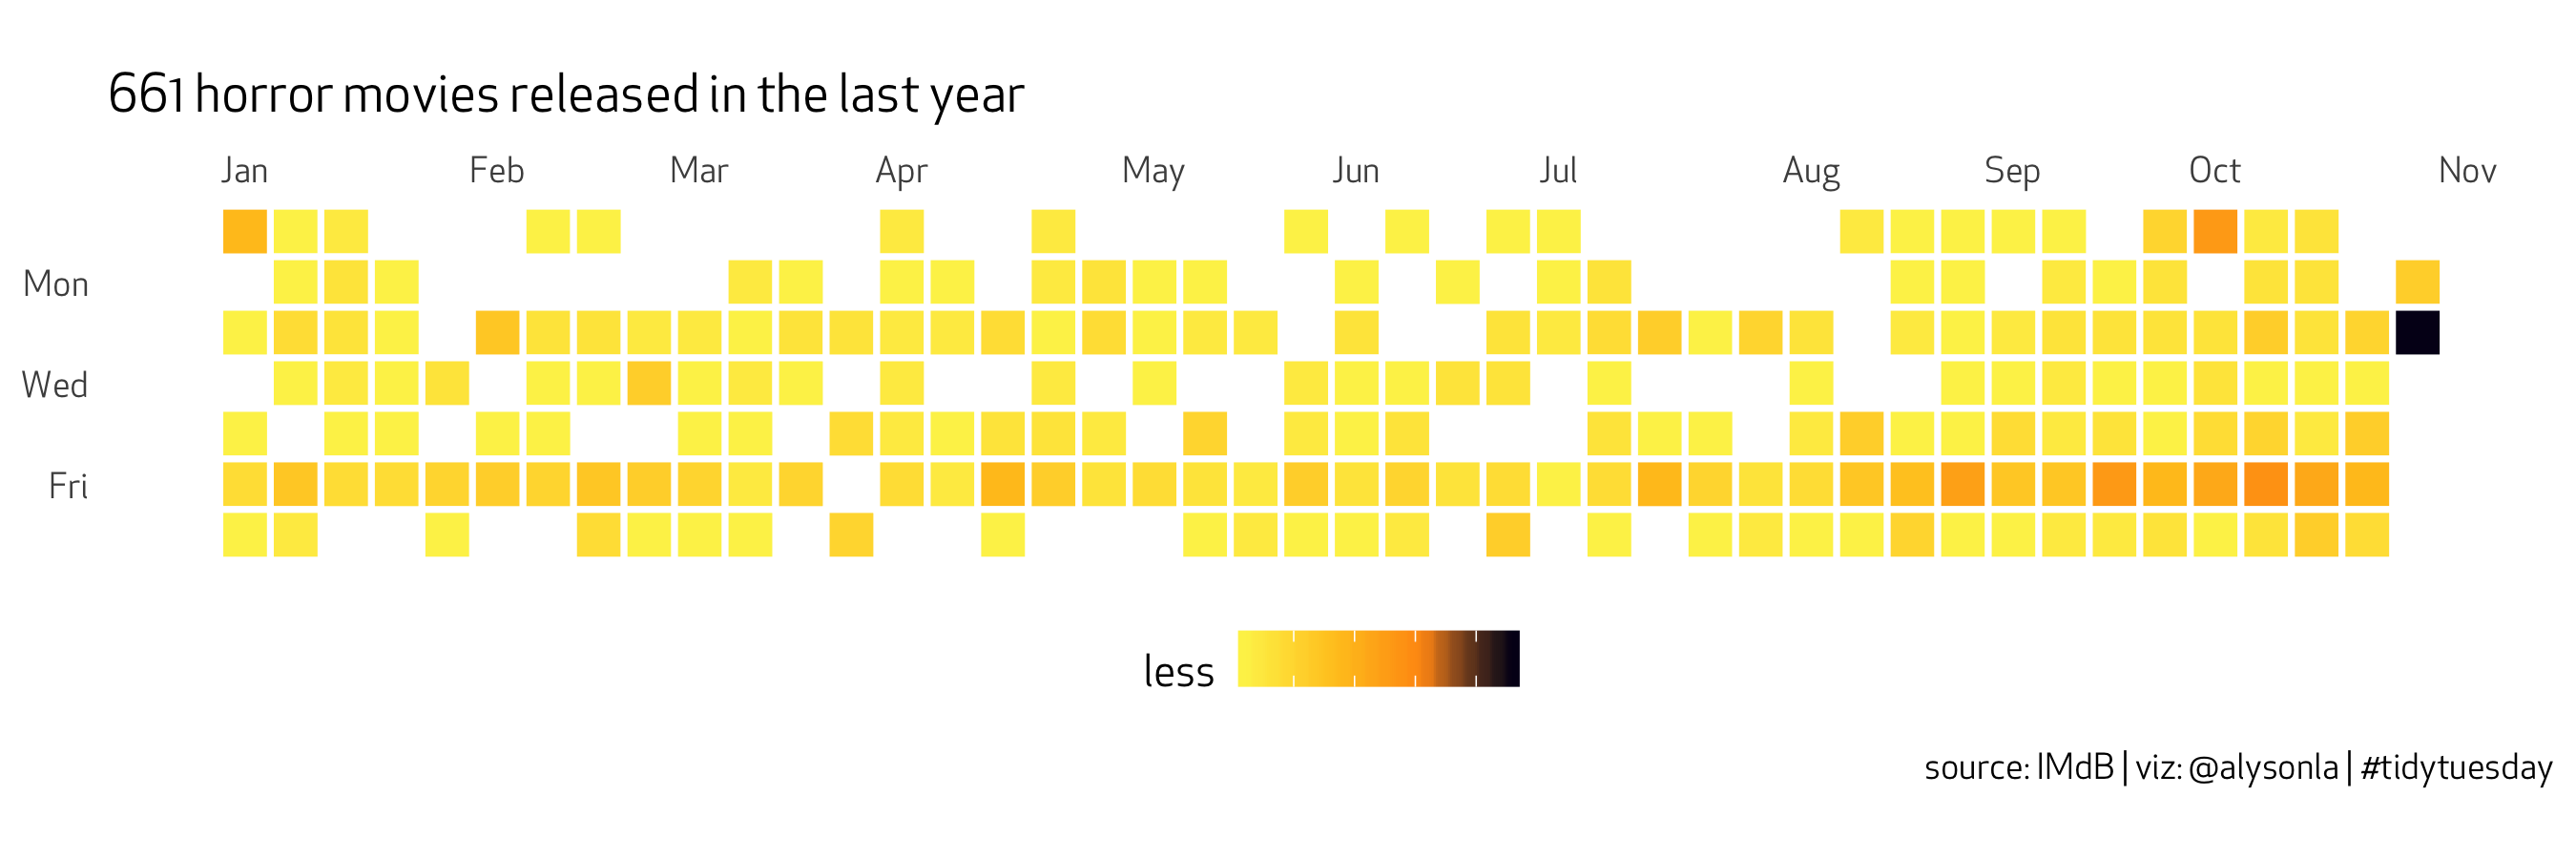 661 horror movies released in the last year
Jan Feb Mar Apr May Jun Jul Aug Sep Oct Nov
Mon
Wed
Fri
less
source: IMdB | viz: @alysonla | #tidytuesday